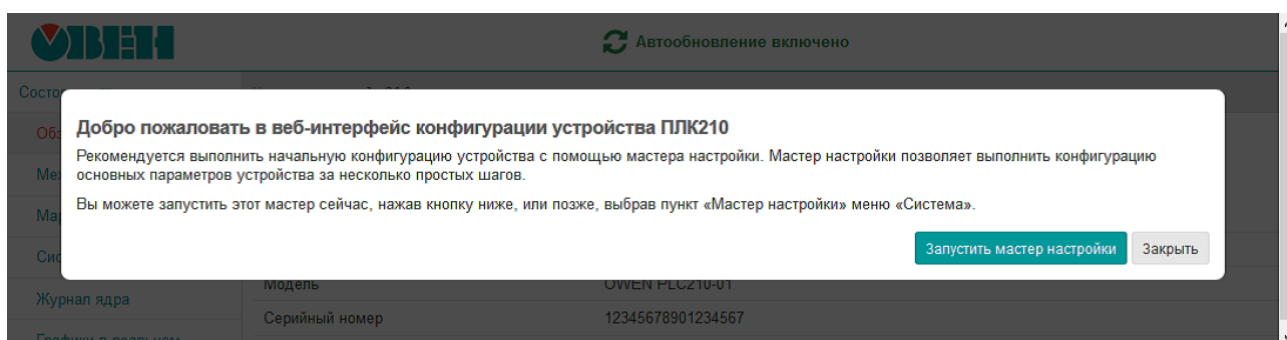 ОВЕН
Автообновление включено
Добро пожаловать в веб-интерфейс конфигурации устройства ПЛК210
Рекомендуется выполнить начальную конфигурацию устройства с помощью мастера настройки. Мастер настройки позволяет выполнить конфигурацию
основных параметров устройства за несколько простых шагов.
Вы можете запустить этот мастер сейчас, нажав кнопку ниже, или позже, выбрав пункт «Мастер настройки» меню «Система».
Запустить мастер настройки Закрыть
Модель OWEN PLC210-01
Журнал ядра
Серийный номер 12345678901234567